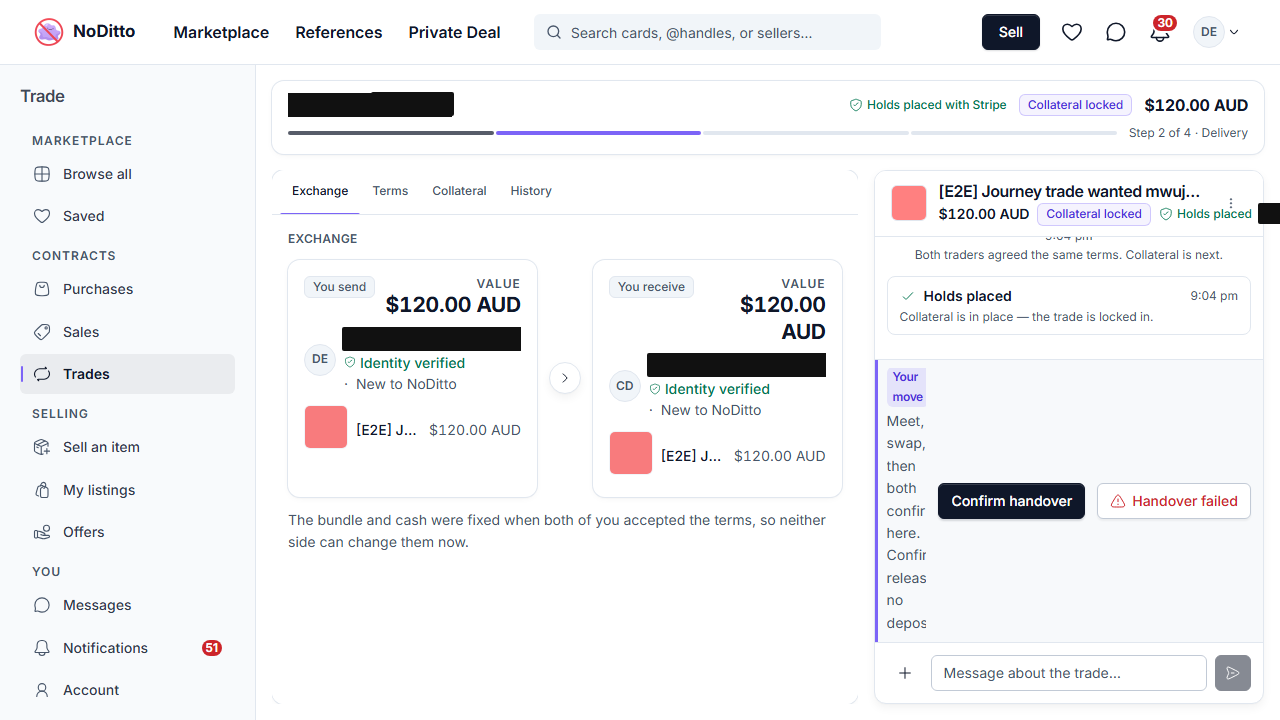 NoDitto
Marketplace
References
Private Deal
Search cards, @handles, or sellers...
Sell
30
DE
Trade
MARKETPLACE
Browse all
Saved
CONTRACTS
Purchases
Sales
Trades
SELLING
Sell an item
My listings
Offers
YOU
Messages
Notifications
51
Account
Holds placed with Stripe
Collateral locked
$120.00 AUD
Step 2 of 4 · Delivery
Exchange
Terms
Collateral
History
EXCHANGE
You send
VALUE
$120.00 AUD
DE
Identity verified
· New to NoDitto
[E2E] J...
$120.00 AUD
You receive
VALUE
$120.00
AUD
CD
Identity verified
· New to NoDitto
[E2E] J...
$120.00 AUD
The bundle and cash were fixed when both of you accepted the terms, so neither
side can change them now.
[E2E] Journey trade wanted mwuj...
$120.00 AUD
Collateral locked
Holds placed
9:04 pm
Both traders agreed the same terms. Collateral is next.
Holds placed
9:04 pm
Collateral is in place — the trade is locked in.
Your
move
Meet,
swap,
then
both
confir
here.
Confir
releas
no
depos
Confirm handover
Handover failed
Message about the trade...